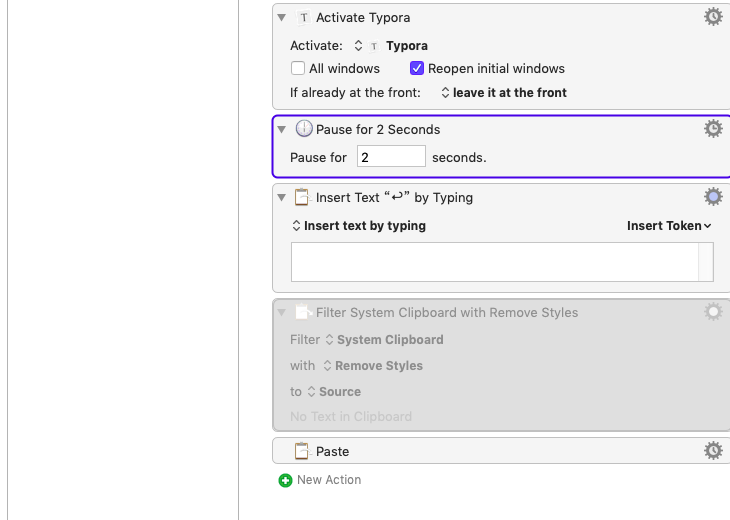 Activate Typora
Activate: Typora
All windows Reopen initial windows
If already at the front: leave it at the front
Pause for 2 Seconds
Pause for 2 seconds.
Insert Text “↩” by Typing
Insert text by typing Insert Token
Filter System Clipboard with Remove Styles
Filter System Clipboard
with Remove Styles
to Source
No Text in Clipboard
Paste
New Action